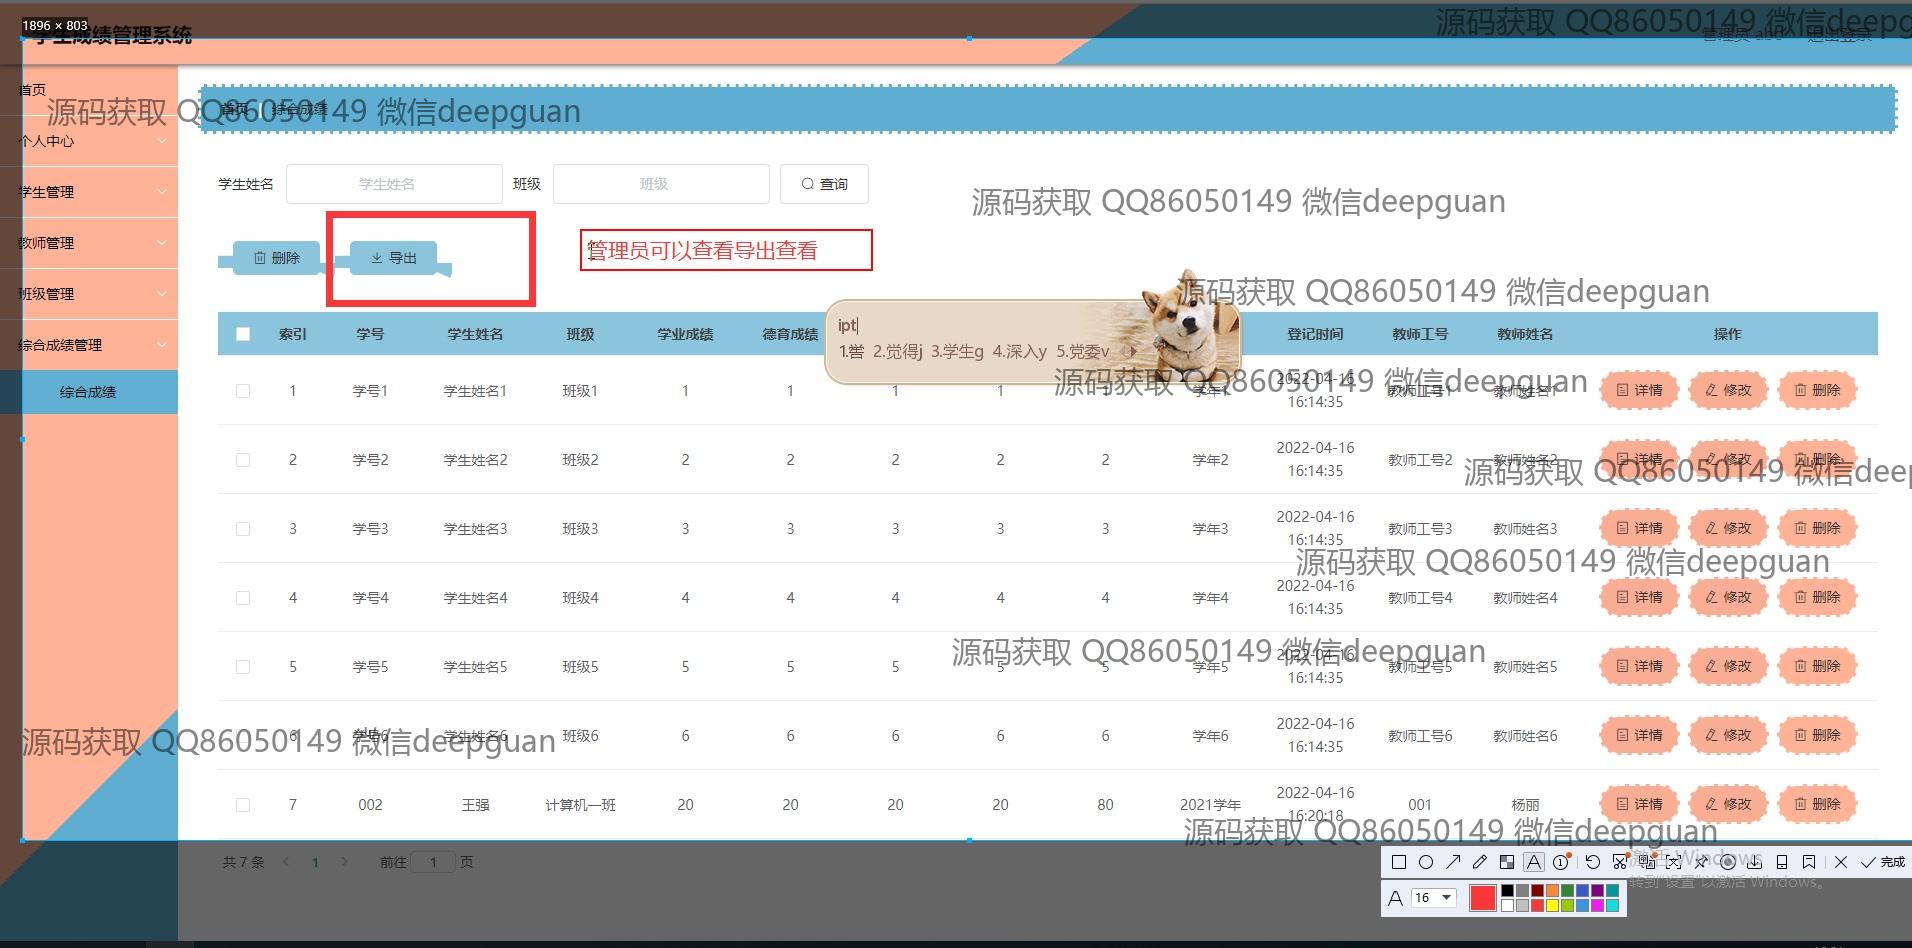 1896 × 803
学生成绩管理系统
源码获取 QQ86050149 微信deepg
管理员 abo 退出登录
首页
源码获取 QQ86050149 微信deepguan
首页 综合成绩
个人中心
学生管理
教师管理
班级管理
综合成绩管理
综合成绩
学生姓名 学生姓名 班级 班级 查询
源码获取 QQ86050149 微信deepguan
删除 导出
管理员可以查看导出查看
源码获取 QQ86050149 微信deepguan
ipt
1.喾 2.觉得j 3.学生g 4.深入y 5.党委v
索引 学号 学生姓名 班级 学业成绩 德育成绩 登记时间 教师工号 教师姓名 操作
源码获取 QQ86050149 微信deepguan
1 学号1 学生姓名1 班级1 1 1 1 1 1 学年1 2022-04-16 16:14:35 教师工号1 教师姓名1 详情 修改 删除
2 学号2 学生姓名2 班级2 2 2 2 2 2 学年2 2022-04-16 16:14:35 教师工号2 教师姓名2 详情 修改 删除
源码获取 QQ86050149 微信deep
3 学号3 学生姓名3 班级3 3 3 3 3 3 学年3 2022-04-16 16:14:35 教师工号3 教师姓名3 详情 修改 删除
源码获取 QQ86050149 微信deepguan
4 学号4 学生姓名4 班级4 4 4 4 4 4 学年4 2022-04-16 16:14:35 教师工号4 教师姓名4 详情 修改 删除
源码获取 QQ86050149 微信deepguan
5 学号5 学生姓名5 班级5 5 5 5 5 5 学年5 2022-04-16 16:14:35 教师工号5 教师姓名5 详情 修改 删除
源码获取 QQ86050149 微信deepguan
6 学号6 学生姓名6 班级6 6 6 6 6 6 学年6 2022-04-16 16:14:35 教师工号6 教师姓名6 详情 修改 删除
7 002 王强 计算机一班 20 20 20 20 80 2021学年 2022-04-16 16:20:18 001 杨丽 详情 修改 删除
源码获取 QQ86050149 微信deepguan
共 7 条 1 前往 1 页
激活 Windows
转到"设置"以激活 Windows。
完成
A 16